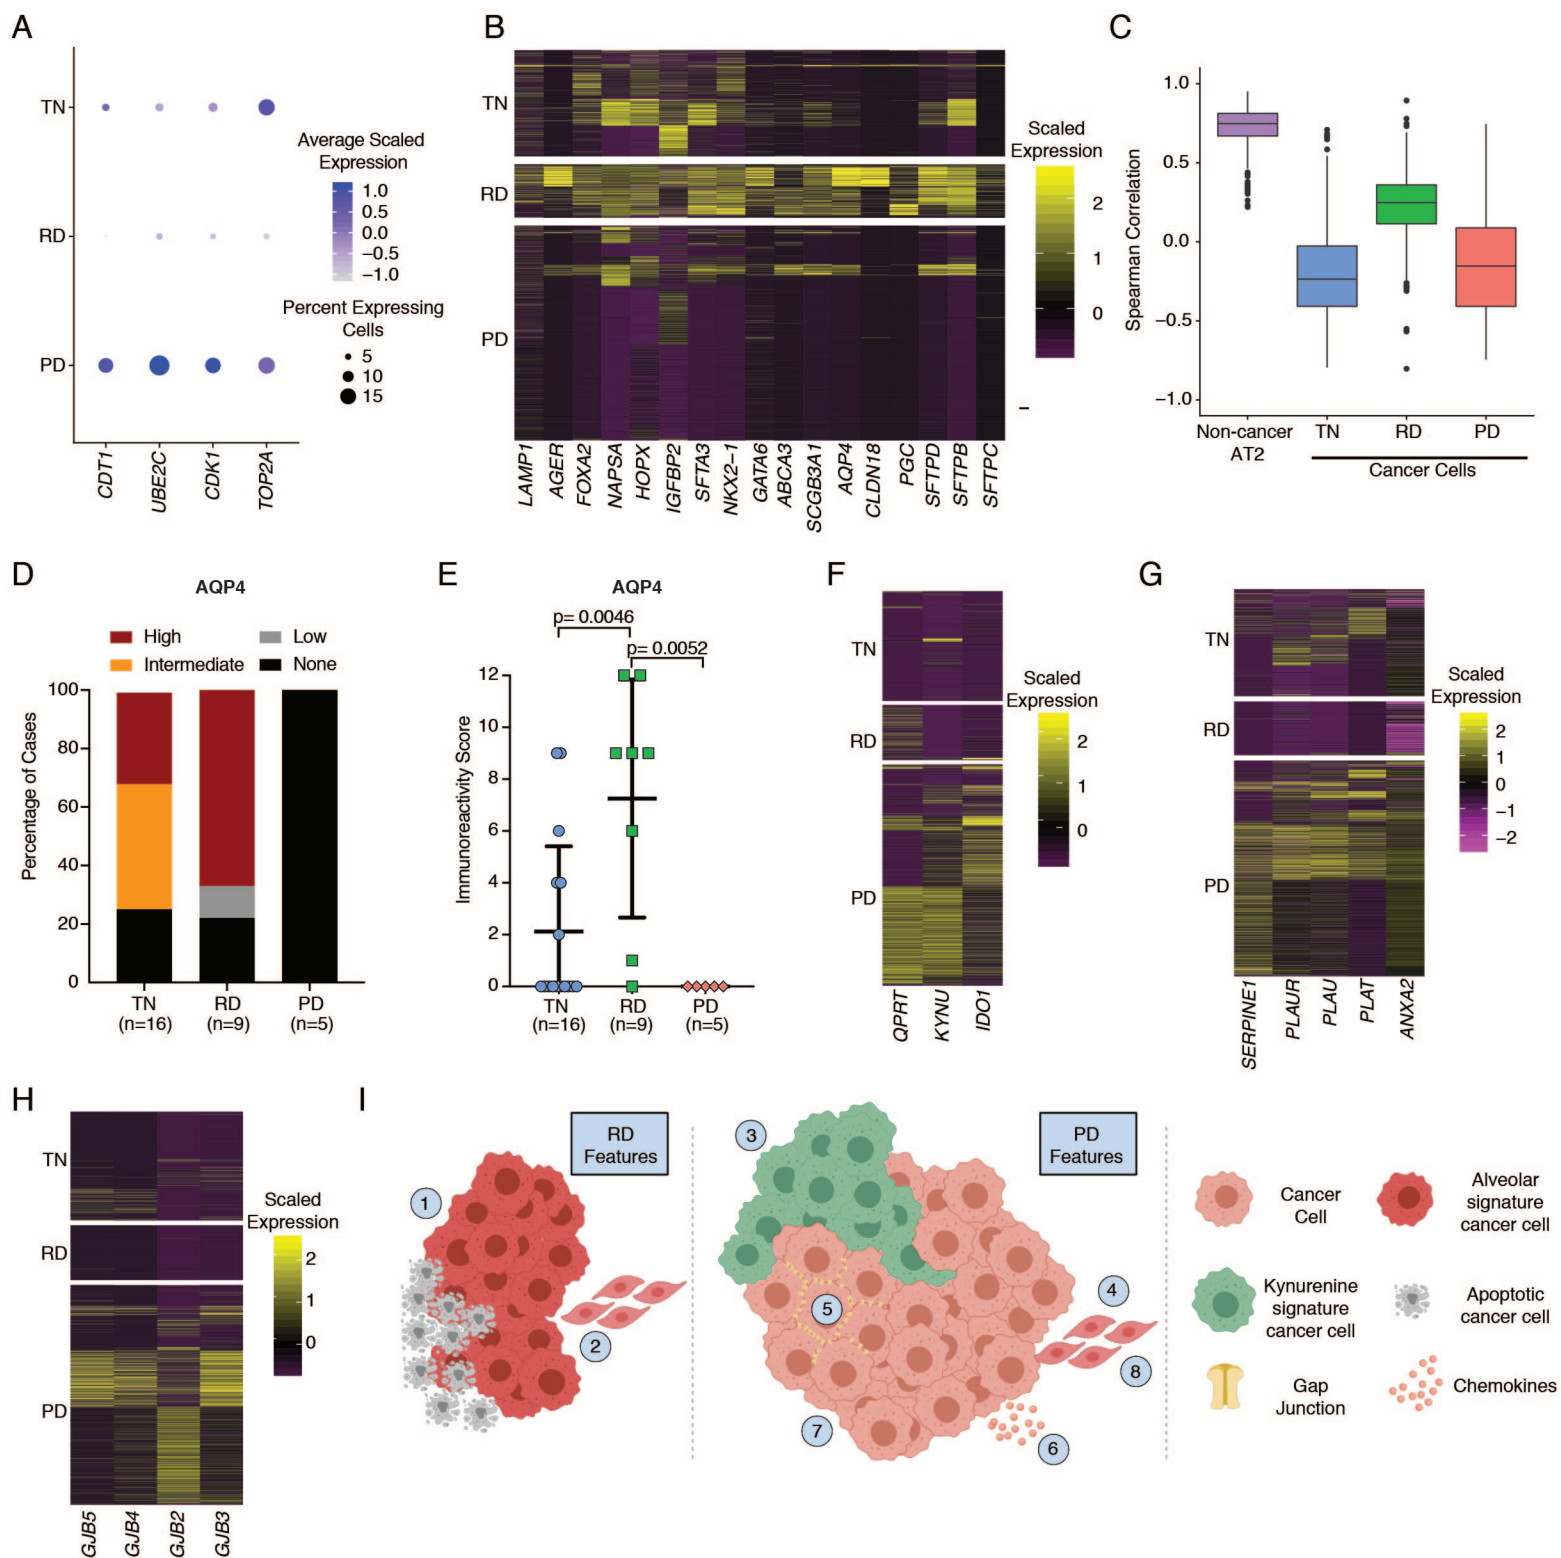 A
TN
RD
PD
CDT1
UBE2C
CDK1
TOP2A
Average Scaled
Expression
1.0
0.5
0.0
−0.5
−1.0
Percent Expressing
Cells
5
10
15
B
TN
RD
PD
LAMP1
AGER
FOXA2
NAPSA
HOPX
IGFBP2
SFTA3
NKX2−1
GATA6
ABCA3
SCGB3A1
AQP4
CLDN18
PGC
SFTPD
SFTPB
SFTPC
Scaled
Expression
2
1
0
C
Spearman Correlation
1.0
0.5
0.0
−0.5
−1.0
Non-cancer
AT2
TN
RD
PD
Cancer Cells
D
AQP4
High
Low
Intermediate
None
Percentage of Cases
100
80
60
40
20
0
TN
(n=16)
RD
(n=9)
PD
(n=5)
E
AQP4
p= 0.0046
p= 0.0052
Immunoreactivity Score
12
10
8
6
4
2
0
TN
(n=16)
RD
(n=9)
PD
(n=5)
F
TN
RD
PD
QPRT
KYNU
IDO1
Scaled
Expression
2
1
0
G
TN
RD
PD
SERPINE1
PLAUR
PLAU
PLAT
ANXA2
Scaled
Expression
2
1
0
−1
−2
H
TN
RD
PD
GJB5
GJB4
GJB2
GJB3
Scaled
Expression
2
1
0
I
RD
Features
1
2
PD
Features
3
4
5
6
7
8
Cancer
Cell
Alveolar
signature
cancer cell
Kynurenine
signature
cancer cell
Apoptotic
cancer cell
Gap
Junction
Chemokines